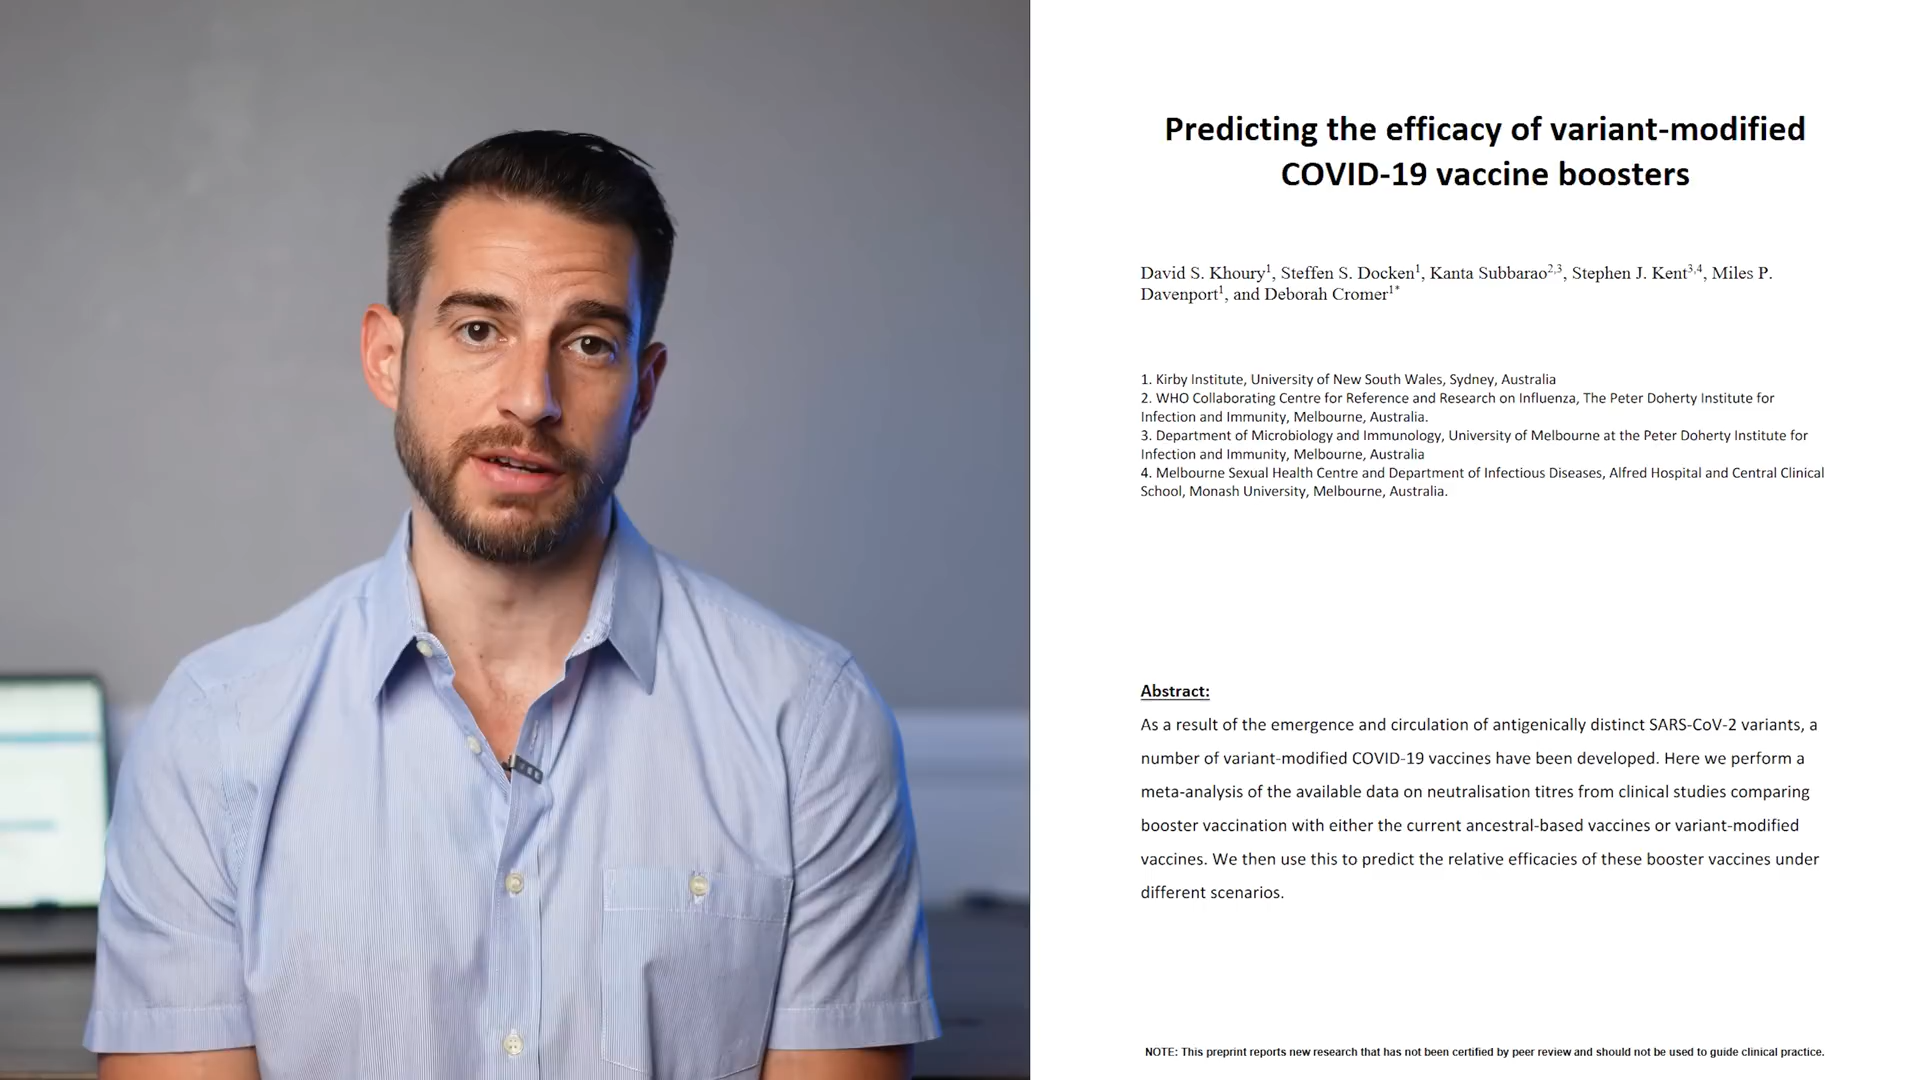 Predicting the efficacy of variant-modified
COVID-19 vaccine boosters
David S. Khoury1, Steffen S. Docken1, Kanta Subbarao2,3, Stephen J. Kent3,4, Miles P.
Davenport1, and Deborah Cromer1*
1. Kirby Institute, University of New South Wales, Sydney, Australia
2. WHO Collaborating Centre for Reference and Research on Influenza, The Peter Doherty Institute for
Infection and Immunity, Melbourne, Australia.
3. Department of Microbiology and Immunology, University of Melbourne at the Peter Doherty Institute for
Infection and Immunity, Melbourne, Australia
4. Melbourne Sexual Health Centre and Department of Infectious Diseases, Alfred Hospital and Central Clinical
School, Monash University, Melbourne, Australia.
Abstract:
As a result of the emergence and circulation of antigenically distinct SARS-CoV-2 variants, a
number of variant-modified COVID-19 vaccines have been developed. Here we perform a
meta-analysis of the available data on neutralisation titres from clinical studies comparing
booster vaccination with either the current ancestral-based vaccines or variant-modified
vaccines. We then use this to predict the relative efficacies of these booster vaccines under
different scenarios.
NOTE: This preprint reports new research that has not been certified by peer review and should not be used to guide clinical practice.